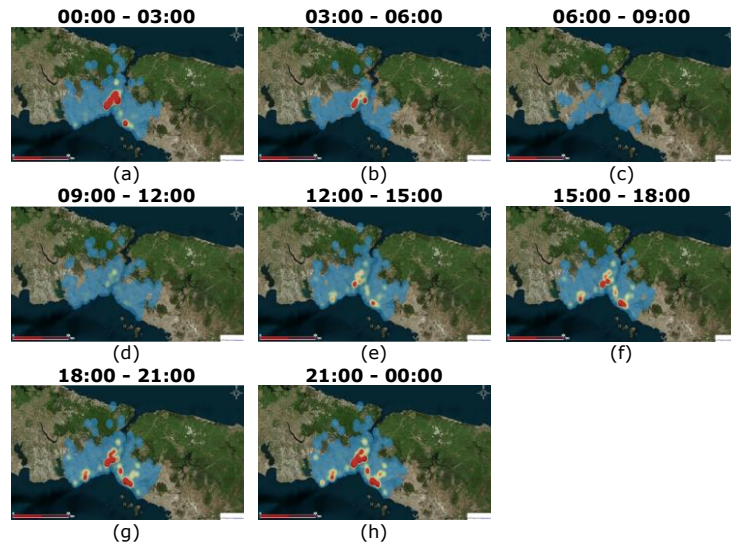 00:00 - 03:00
03:00 - 06:00
06:00 - 09:00
(a)
(b)
(c)
09:00 - 12:00
12:00 - 15:00
15:00 - 18:00
(d)
(e)
(f)
18:00 - 21:00
21:00 - 00:00
(g)
(h)